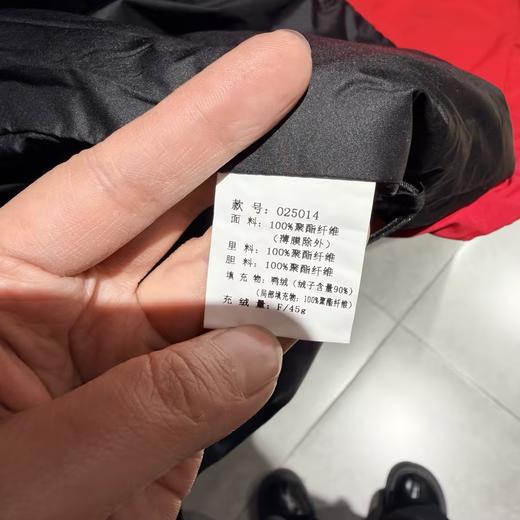 款 号: 025014
面 料: 100%聚酯纤维
(薄膜除外)
里 料: 100%聚酯纤维
胆 料: 100%聚酯纤维
填 充 物: 鸭绒 (绒子含量90%)
(局部填充物: 100%聚酯纤维)
充 绒 量: F/45g